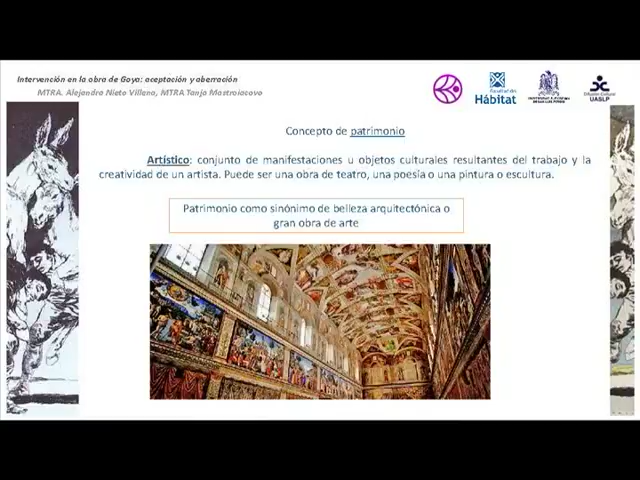 Intervención en la obra de Goya: aceptación y aberración
MTRA. Alejandra Nieto Villena, MTRA Tanja Mastroiacovo
Hábitat
UASLP
Concepto de patrimonio
Artístico: conjunto de manifestaciones u objetos culturales resultantes del trabajo y la
creatividad de un artista. Puede ser una obra de teatro, una poesía o una pintura o escultura.
Patrimonio como sinónimo de belleza arquitectónica o
gran obra de arte